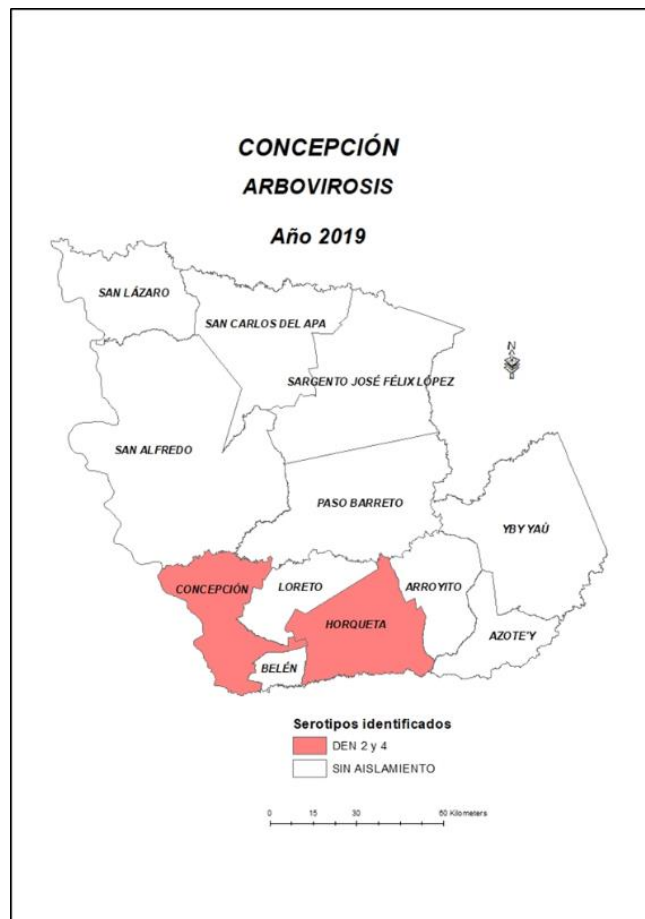 CONCEPCIÓN
ARBOVIROSIS
Año 2019
SAN LÁZARO
SAN CARLOS DEL APA
N
SARGENTO JOSÉ FÉLIX LÓPEZ
SAN ALFREDO
PASO BARRETO
YBY YAÚ
CONCEPCIÓN
LORETO
ARROYITO
HORQUETA
AZOTE'Y
BELÉN
Serotipos identificados
DEN 2 y 4
SIN AISLAMIENTO
0 15 30 60 Kilometers